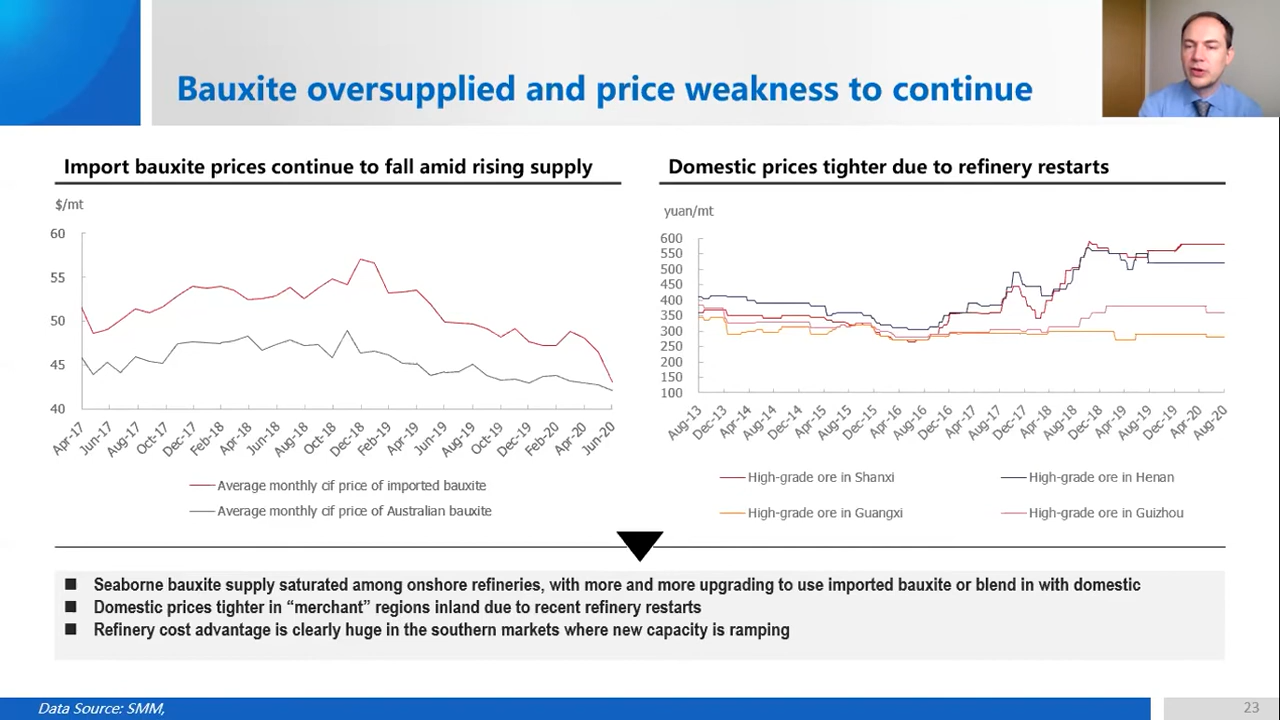 Bauxite oversupplied and price weakness to continue
Import bauxite prices continue to fall amid rising supply
$/mt
60
55
50
45
40
Apr-17
Jun-17
Aug-17
Oct-17
Dec-17
Feb-18
Apr-18
Jun-18
Aug-18
Oct-18
Dec-18
Feb-19
Apr-19
Jun-19
Aug-19
Oct-19
Dec-19
Feb-20
Apr-20
Jun-20
Average monthly cif price of imported bauxite
Average monthly cif price of Australian bauxite
Domestic prices tighter due to refinery restarts
yuan/mt
600
550
500
450
400
350
300
250
200
150
100
Aug-13
Dec-13
Apr-14
Aug-14
Dec-14
Apr-15
Aug-15
Dec-15
Apr-16
Aug-16
Dec-16
Apr-17
Aug-17
Dec-17
Apr-18
Aug-18
Dec-18
Apr-19
Aug-19
Dec-19
Apr-20
Aug-20
High-grade ore in Shanxi
High-grade ore in Henan
High-grade ore in Guangxi
High-grade ore in Guizhou
Seaborne bauxite supply saturated among onshore refineries, with more and more upgrading to use imported bauxite or blend in with domestic
Domestic prices tighter in “merchant” regions inland due to recent refinery restarts
Refinery cost advantage is clearly huge in the southern markets where new capacity is ramping
Data Source: SMM,
23